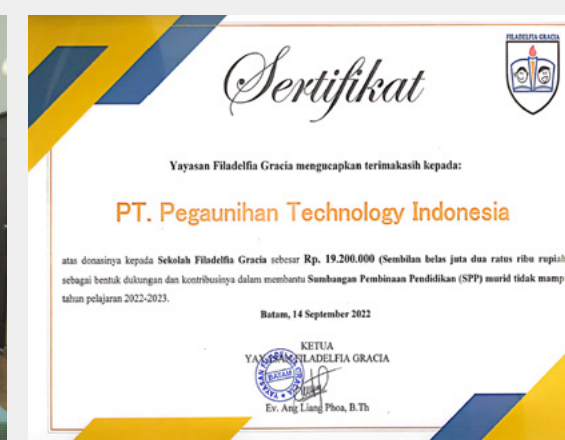 FILADELFIA GRACIA
Sertifikat
Yayasan Filadelfia Gracia mengucapkan terimakasih kepada:
PT. Pegaunihan Technology Indonesia
atas donasinya kepada Sekolah Filadelfia Gracia sebesar Rp. 19.200.000 (Sembilan belas juta dua ratus ribu rupiah
sebagai bentuk dukungan dan kontribusinya dalam membantu Sumbangan Pembinaan Pendidikan (SPP) murid tidak mamp
tahun pelajaran 2022-2023.
Batam, 14 September 2022
KETUA
YAYASAN FILADELFIA GRACIA
BATAM
Ev. Ang Liang Phoa, B.Th